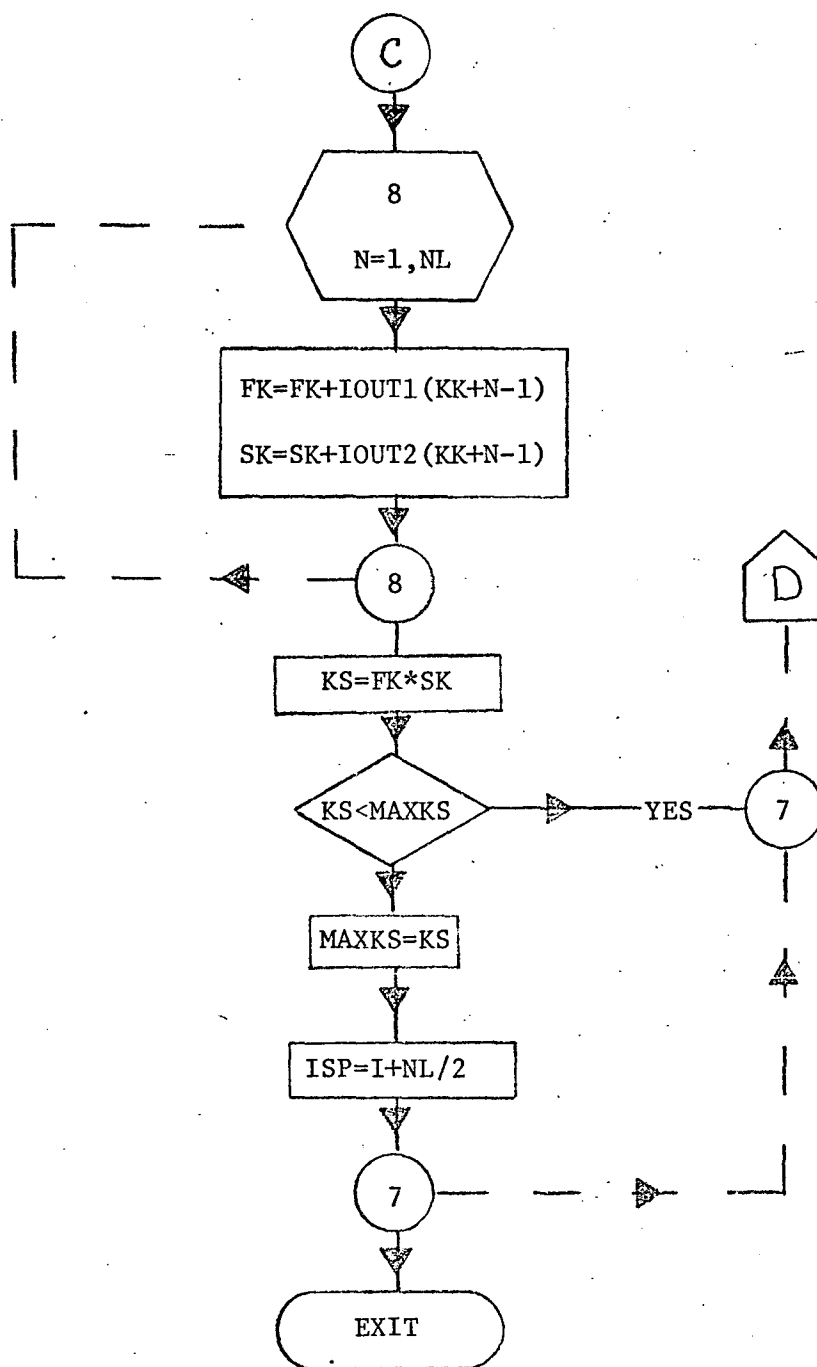 C
8
N=1,NL
FK=FK+IOUT1(KK+N-1)
SK=SK+IOUT2(KK+N-1)
8
D
KS=FK*SK
KS<MAXKS
YES
7
MAXKS=KS
ISP=I+NL/2
7
EXIT